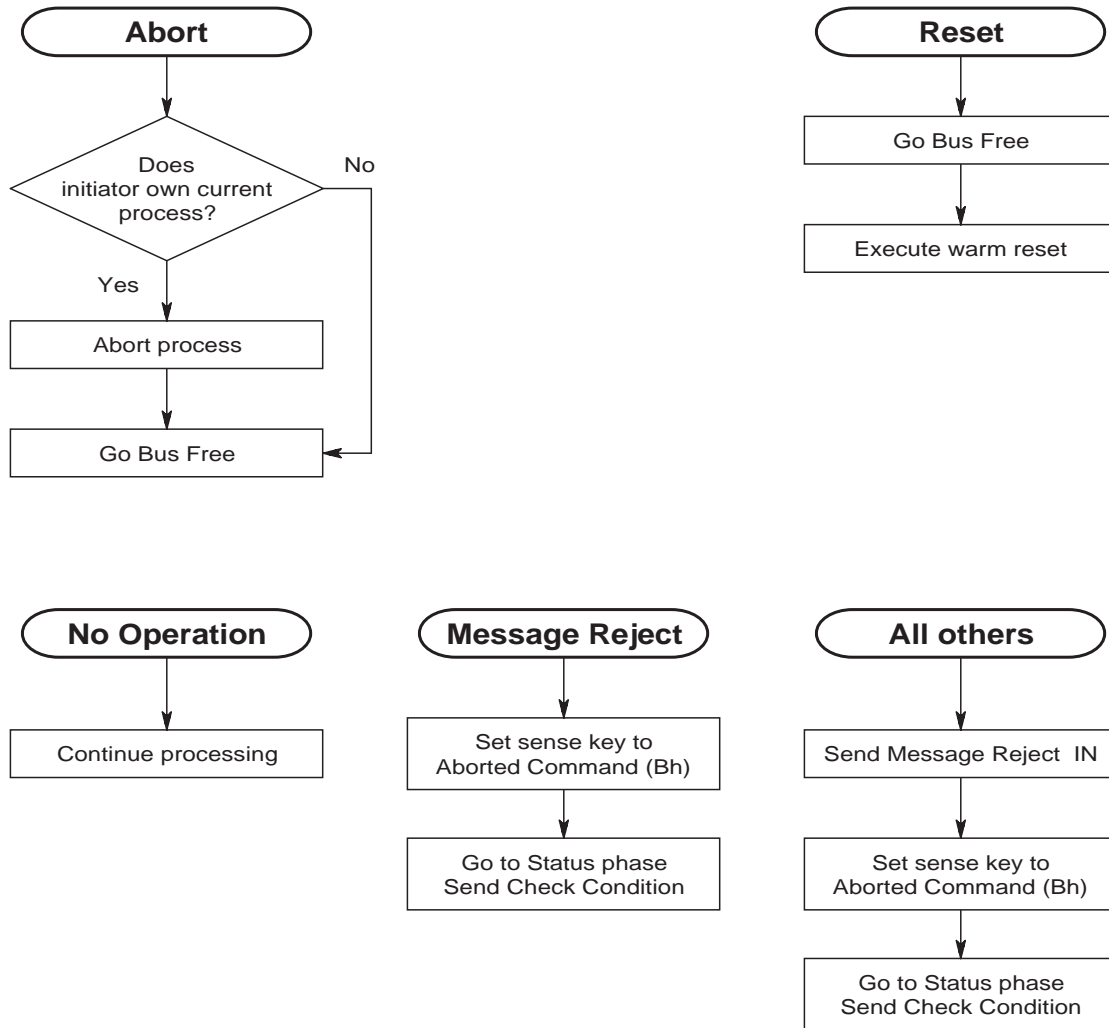 Abort
Does
initiator own current
process?
No
Yes
Abort process
Go Bus Free
Reset
Go Bus Free
Execute warm reset
No Operation
Continue processing
Message Reject
Set sense key to
Aborted Command (Bh)
Go to Status phase
Send Check Condition
All others
Send Message Reject  IN
Set sense key to
Aborted Command (Bh)
Go to Status phase
Send Check Condition